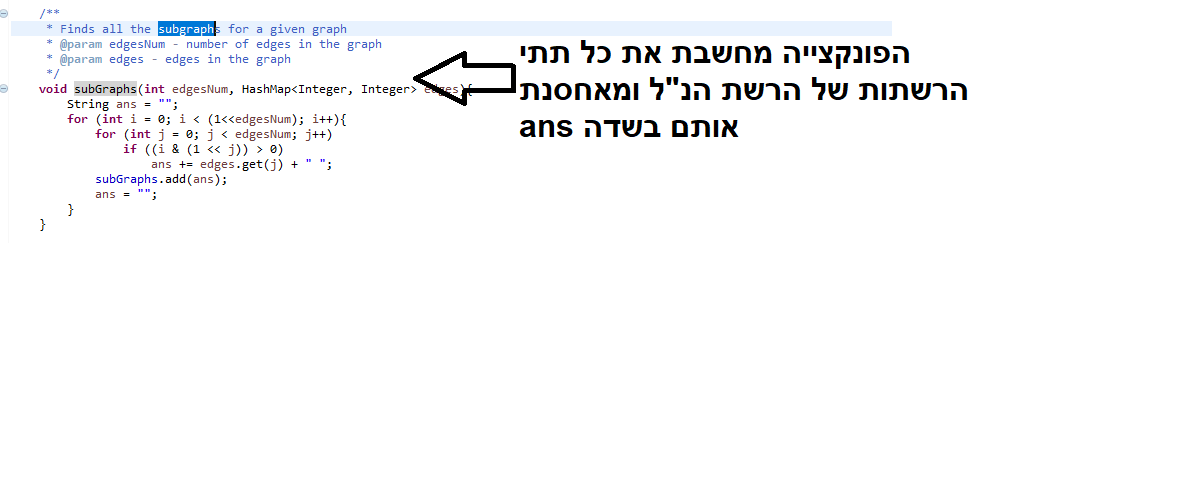 /**
* Finds all the subgraphs for a given graph
* @param edgesNum - number of edges in the graph
* @param edges - edges in the graph
*/
void subGraphs(int edgesNum, HashMap<Integer, Integer> edges){
String ans = "";
for (int i = 0; i < (1<<edgesNum); i++){
for (int j = 0; j < edgesNum; j++)
if ((i & (1 << j)) > 0)
ans += edges.get(j) + " ";
subGraphs.add(ans);
ans = "";
}
}
הפונקצייה מחשבת את כל תתי
הרשתות של הרשת הנ"ל ומאחסנת
אותם בשדה ans